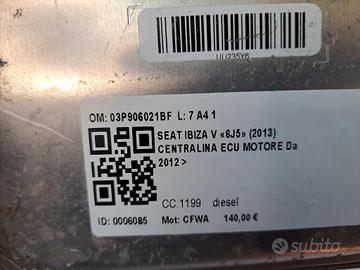 UU235Y6
OM: 03P906021BF L: 7 A4 1
SEAT IBIZA V «6J5» (2013)
CENTRALINA ECU MOTORE Da
2012 >
CC:1199 diesel
ID: 0006085 Mot: CFWA 140,00 €
subito